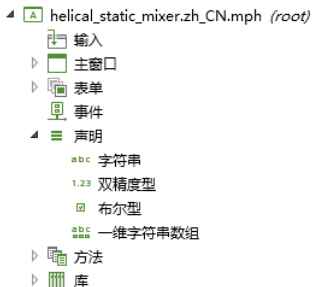 A helical_static_mixer.zh_CN.mph (root)
输入
主窗口
表单
事件
声明
abc 字符串
1.23 双精度型
布尔型
abc 一维字符串数组
方法
库